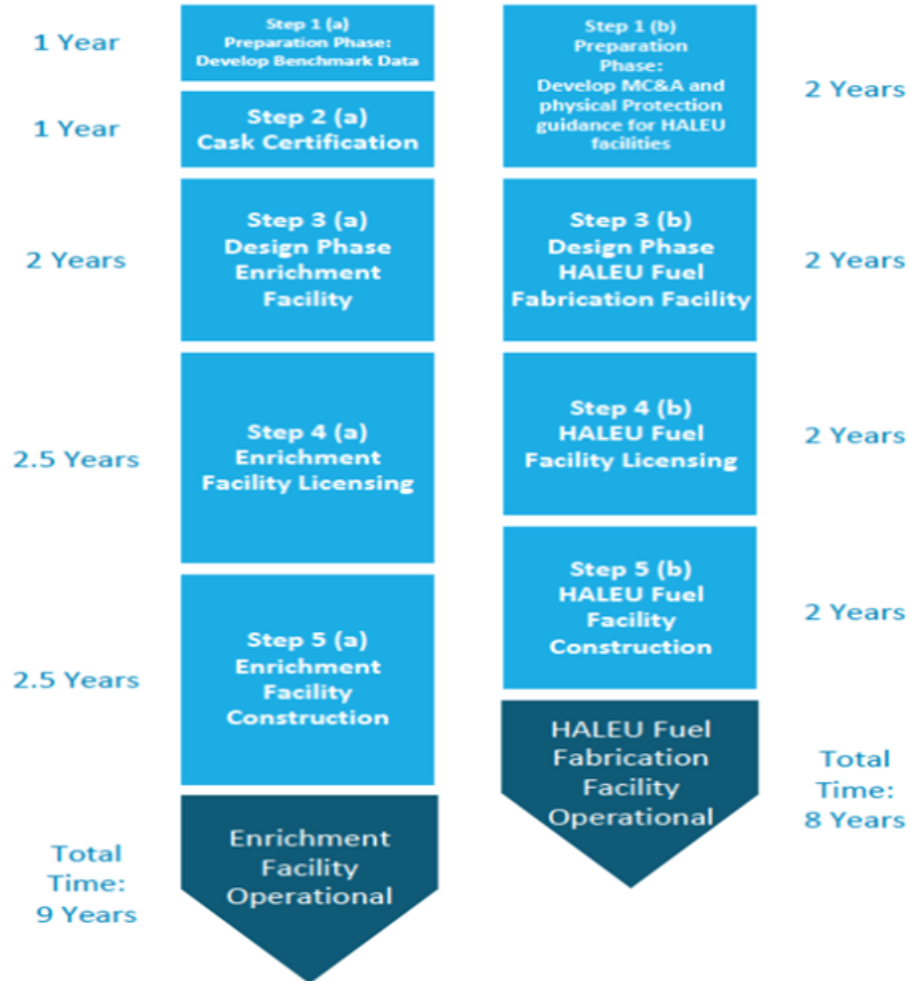 1 Year
Step 1 (a)
Preparation Phase:
Develop Benchmark Data
1 Year
Step 2 (a)
Cask Certification
2 Years
Step 3 (a)
Design Phase
Enrichment
Facility
2.5 Years
Step 4 (a)
Enrichment
Facility Licensing
2.5 Years
Step 5 (a)
Enrichment
Facility
Construction
Total
Time:
9 Years
Enrichment
Facility
Operational
Step 1 (b)
Preparation
Phase:
Develop MC&A and
physical Protection
guidance for HALEU
facilities
2 Years
Step 3 (b)
Design Phase
HALEU Fuel
Fabrication Facility
2 Years
Step 4 (b)
HALEU Fuel
Facility Licensing
2 Years
Step 5 (b)
HALEU Fuel
Facility
Construction
2 Years
HALEU Fuel
Fabrication
Facility
Operational
Total
Time:
8 Years